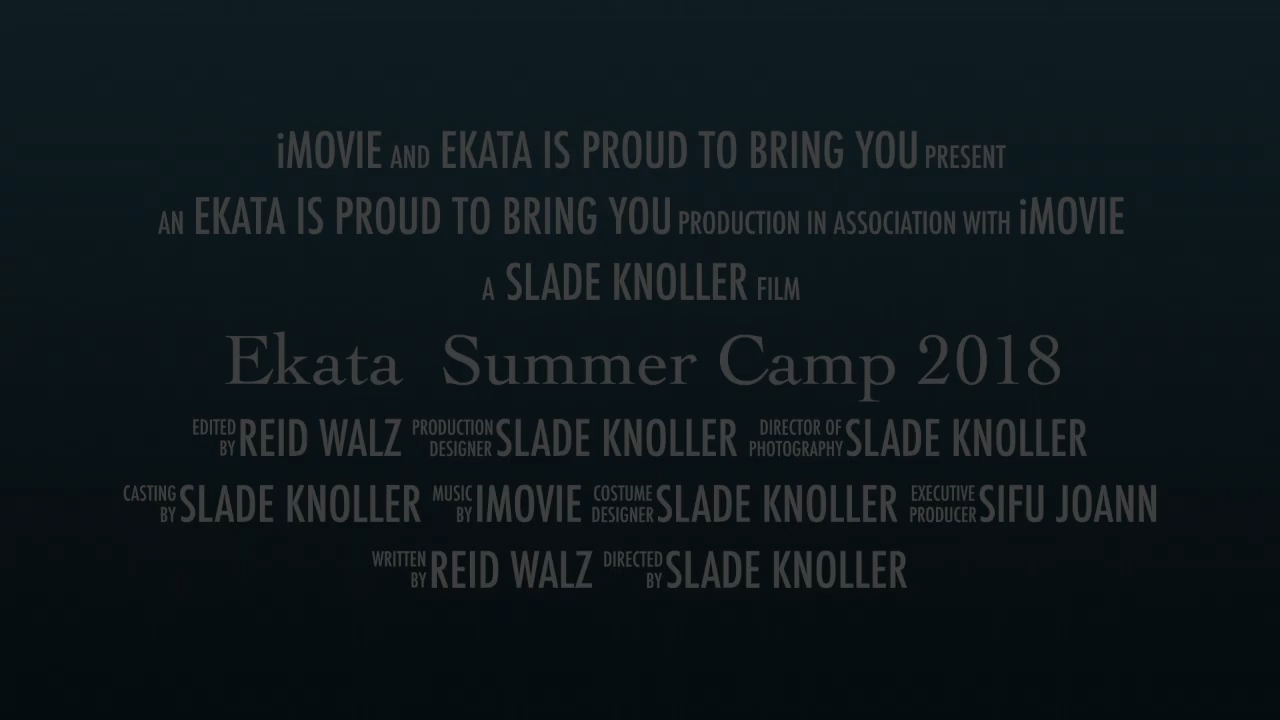 iMOVIE AND EKATA IS PROUD TO BRING YOU PRESENT
AN EKATA IS PROUD TO BRING YOU PRODUCTION IN ASSOCIATION WITH iMOVIE
A SLADE KNOLLER FILM
Ekata Summer Camp 2018
EDITED BY REID WALZ PRODUCTION DESIGNER SLADE KNOLLER DIRECTOR OF PHOTOGRAPHY SLADE KNOLLER
CASTING BY SLADE KNOLLER MUSIC BY IMOVIE COSTUME DESIGNER SLADE KNOLLER EXECUTIVE PRODUCER SIFU JOANN
WRITTEN BY REID WALZ DIRECTED BY SLADE KNOLLER